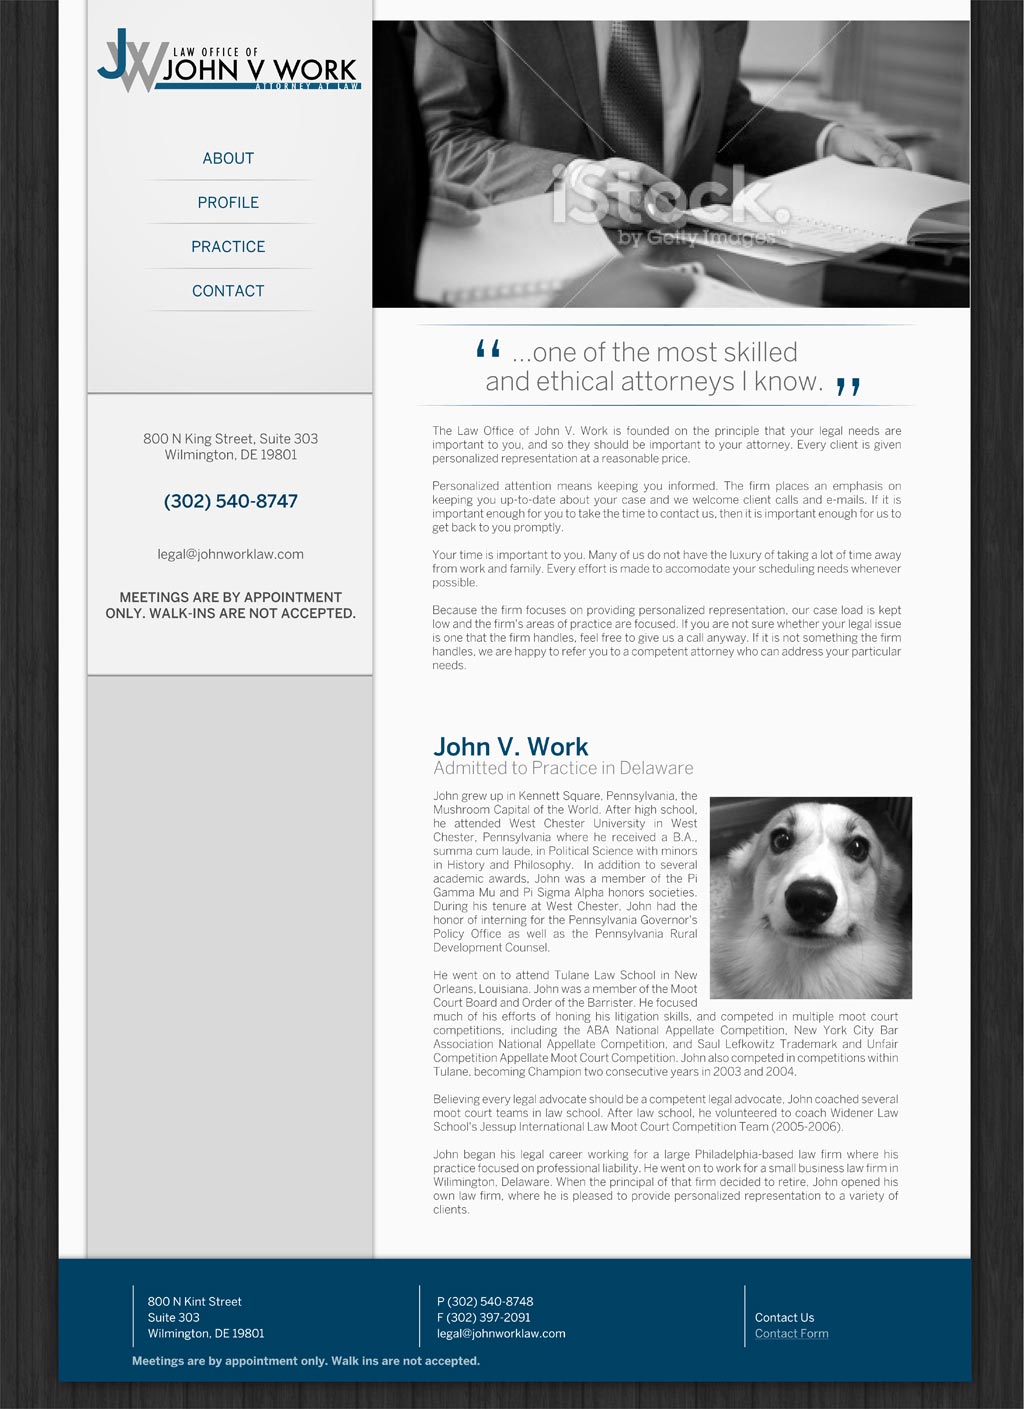 JW LAW OFFICE OF
JOHN V WORK
ATTORNEY AT LAW
ABOUT
PROFILE
PRACTICE
CONTACT
800 N King Street, Suite 303
Wilmington, DE 19801
(302) 540-8747
legal@johnworklaw.com
MEETINGS ARE BY APPOINTMENT
ONLY. WALK-INS ARE NOT ACCEPTED.
iStock.
by Getty Images™
“ ...one of the most skilled
and ethical attorneys I know. ”
The Law Office of John V. Work is founded on the principle that your legal needs are
important to you, and so they should be important to your attorney. Every client is given
personalized representation at a reasonable price.
Personalized attention means keeping you informed. The firm places an emphasis on
keeping you up-to-date about your case and we welcome client calls and e-mails. If it is
important enough for you to take the time to contact us, then it is important enough for us to
get back to you promptly.
Your time is important to you. Many of us do not have the luxury of taking a lot of time away
from work and family. Every effort is made to accomodate your scheduling needs whenever
possible.
Because the firm focuses on providing personalized representation, our case load is kept
low and the firm's areas of practice are focused. If you are not sure whether your legal issue
is one that the firm handles, feel free to give us a call anyway. If it is not something the firm
handles, we are happy to refer you to a competent attorney who can address your particular
needs.
John V. Work
Admitted to Practice in Delaware
John grew up in Kennett Square, Pennsylvania, the
Mushroom Capital of the World. After high school,
he attended West Chester University in West
Chester, Pennsylvania where he received a B.A.,
summa cum laude, in Political Science with minors
in History and Philosophy. In addition to several
academic awards, John was a member of the Pi
Gamma Mu and Pi Sigma Alpha honors societies.
During his tenure at West Chester, John had the
honor of interning for the Pennsylvania Governor's
Policy Office as well as the Pennsylvania Rural
Development Counsel.
He went on to attend Tulane Law School in New
Orleans, Louisiana. John was a member of the Moot
Court Board and Order of the Barrister. He focused
much of his efforts of honing his litigation skills, and competed in multiple moot court
competitions, including the ABA National Appellate Competition, New York City Bar
Association National Appellate Competition, and Saul Lefkowitz Trademark and Unfair
Competition Appellate Moot Court Competition. John also competed in competitions within
Tulane, becoming Champion two consecutive years in 2003 and 2004.
Believing every legal advocate should be a competent legal advocate, John coached several
moot court teams in law school. After law school, he volunteered to coach Widener Law
School's Jessup International Law Moot Court Competition Team (2005-2006).
John began his legal career working for a large Philadelphia-based law firm where his
practice focused on professional liability. He went on to work for a small business law firm in
Wilimington, Delaware. When the principal of that firm decided to retire, John opened his
own law firm, where he is pleased to provide personalized representation to a variety of
clients.
800 N Kint Street
Suite 303
Wilmington, DE 19801
P (302) 540-8748
F (302) 397-2091
legal@johnworklaw.com
Contact Us
Contact Form
Meetings are by appointment only. Walk ins are not accepted.